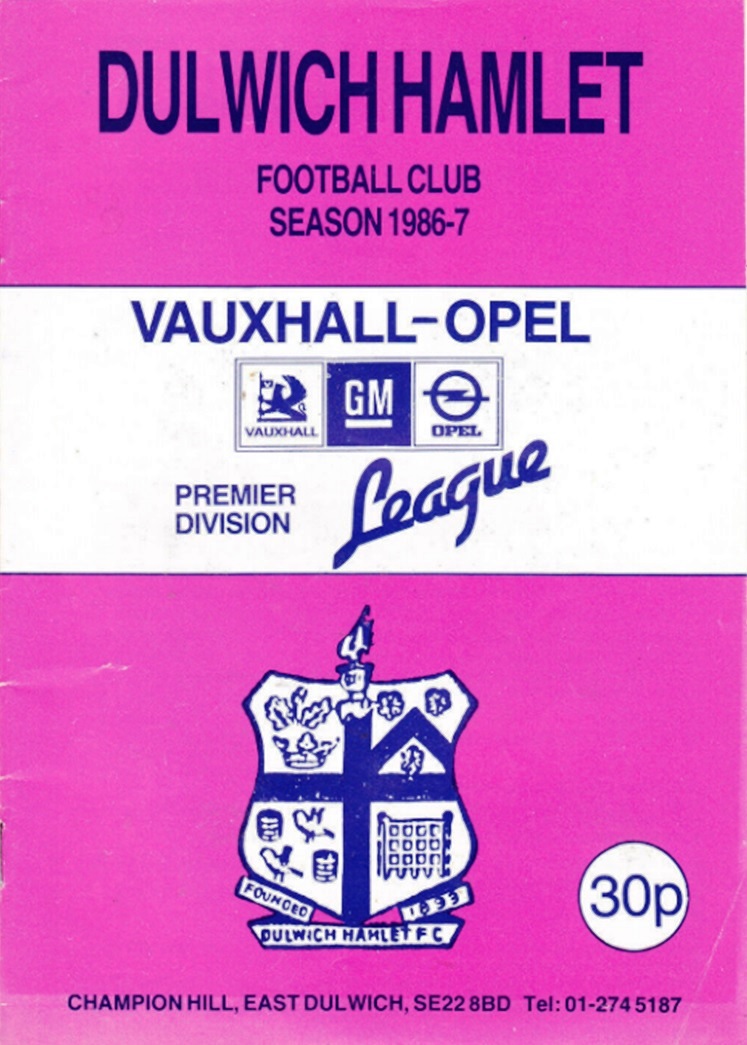 DULWICH HAMLET
FOOTBALL CLUB
SEASON 1986-7
VAUXHALL-OPEL
VAUXHALL
GM
OPEL
PREMIER
DIVISION
League
FOUNDED
1893
DULWICH HAMLET F C
30p
CHAMPION HILL, EAST DULWICH, SE22 8BD Tel: 01-274 5187